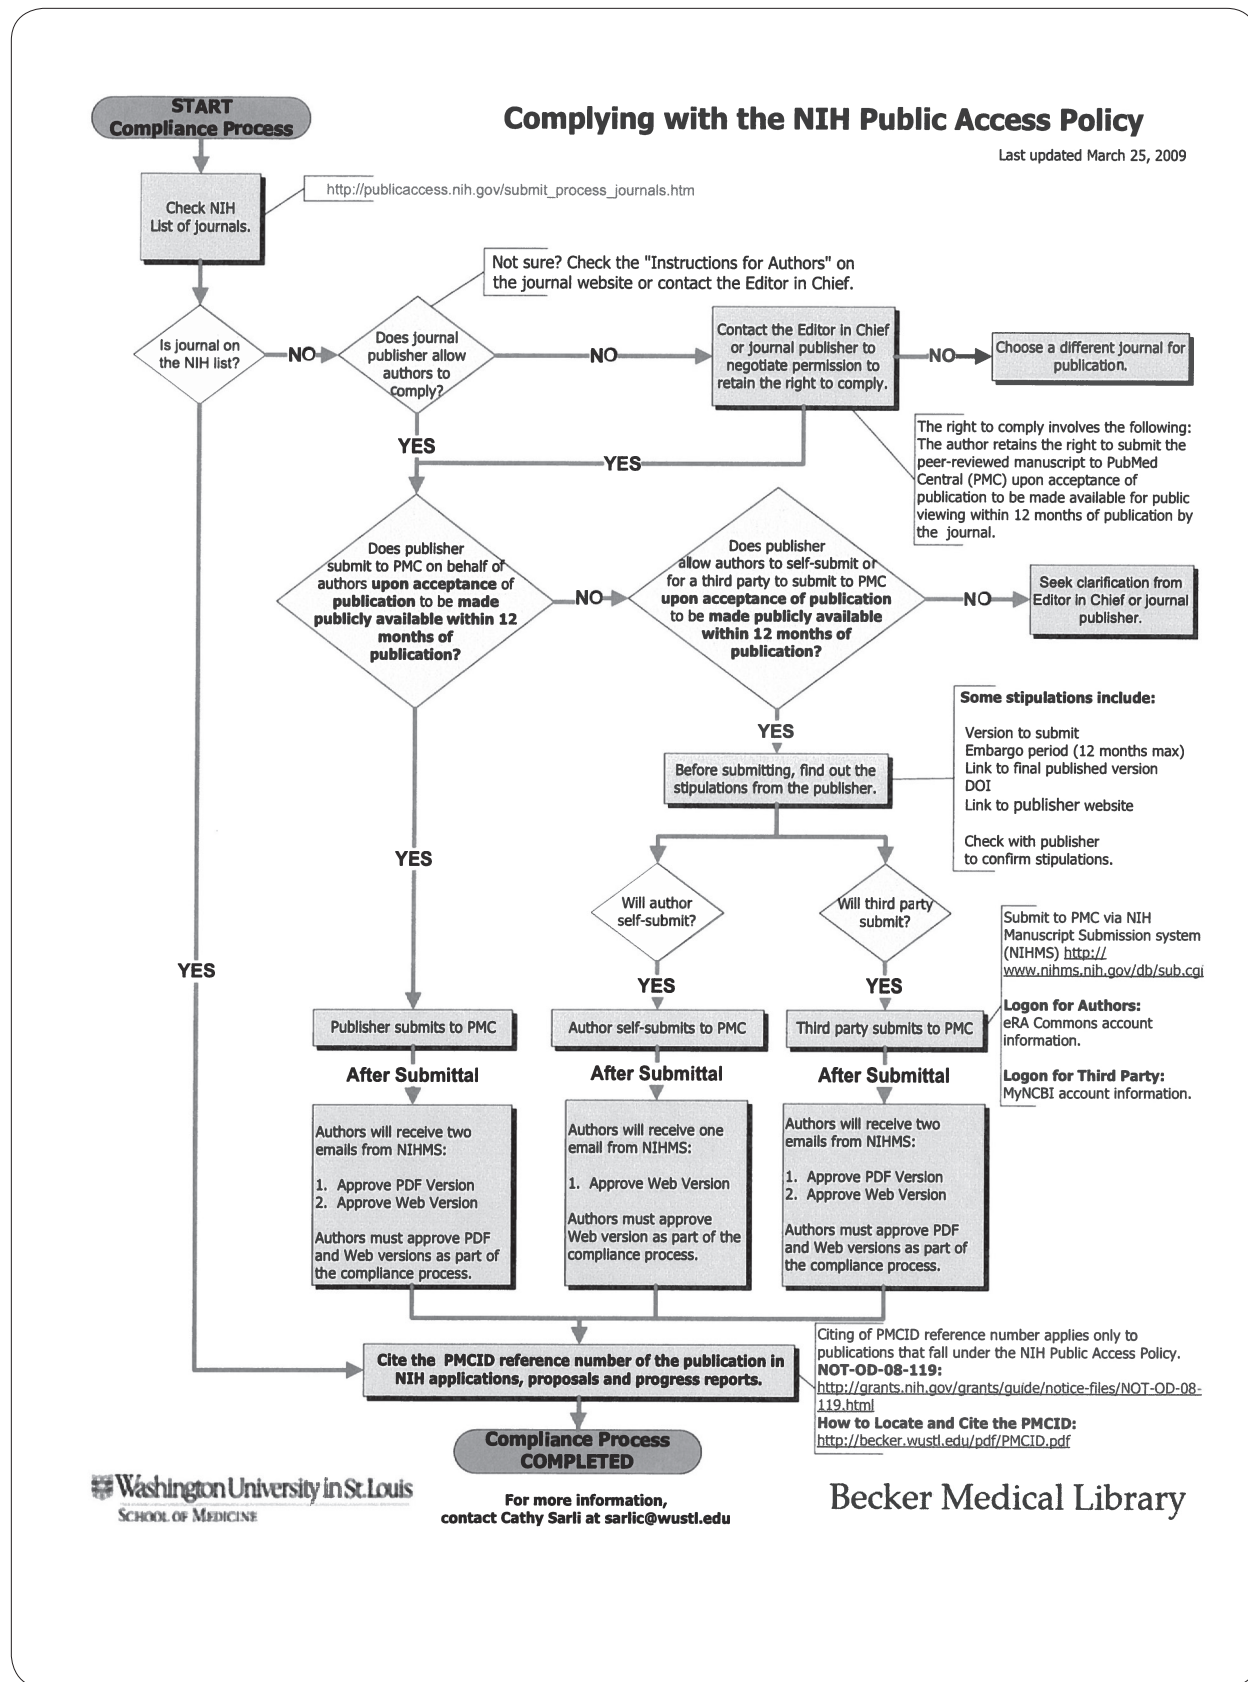 START
Compliance Process
Complying with the NIH Public Access Policy
Last updated March 25, 2009
Check NIH
List of journals.
http://publicaccess.nih.gov/submit_process_journals.htm
Not sure? Check the "Instructions for Authors" on
the journal website or contact the Editor in Chief.
Is journal on
the NIH list?
NO
Does journal
publisher allow
authors to
comply?
NO
Contact the Editor in Chief
or journal publisher to
negotiate permission to
retain the right to comply.
NO
Choose a different journal for
publication.
YES
YES
The right to comply involves the following:
The author retains the right to submit the
peer-reviewed manuscript to PubMed
Central (PMC) upon acceptance of
publication to be made available for public
viewing within 12 months of publication by
the journal.
Does publisher
submit to PMC on behalf of
authors upon acceptance of
publication to be made
publicly available within 12
months of
publication?
NO
Does publisher
allow authors to self-submit or
for a third party to submit to PMC
upon acceptance of publication
to be made publicly available
within 12 months of
publication?
NO
Seek clarification from
Editor in Chief or journal
publisher.
YES
Before submitting, find out the
stipulations from the publisher.
Some stipulations include:
Version to submit
Embargo period (12 months max)
Link to final published version
DOI
Link to publisher website
Check with publisher
to confirm stipulations.
YES
Will author
self-submit?
Will third party
submit?
YES
YES
YES
Submit to PMC via NIH
Manuscript Submission system
(NIHMS) http://
www.nihms.nih.gov/db/sub.cgi
Logon for Authors:
eRA Commons account
information.
Logon for Third Party:
MyNCBI account information.
Publisher submits to PMC
Author self-submits to PMC
Third party submits to PMC
After Submittal
After Submittal
After Submittal
Authors will receive two
emails from NIHMS:
1. Approve PDF Version
2. Approve Web Version
Authors must approve PDF
and Web versions as part of
the compliance process.
Authors will receive one
email from NIHMS:
1. Approve Web Version
Authors must approve
Web version as part of the
compliance process.
Authors will receive two
emails from NIHMS:
1. Approve PDF Version
2. Approve Web Version
Authors must approve PDF
and Web versions as part of
the compliance process.
Cite the PMCID reference number of the publication in
NIH applications, proposals and progress reports.
Citing of PMCID reference number applies only to
publications that fall under the NIH Public Access Policy.
NOT-OD-08-119:
http://grants.nih.gov/grants/guide/notice-files/NOT-OD-08-
119.html
How to Locate and Cite the PMCID:
http://becker.wustl.edu/pdf/PMCID.pdf
Compliance Process
COMPLETED
Washington University in St. Louis
SCHOOL OF MEDICINE
For more information,
contact Cathy Sarli at sarlic@wustl.edu
Becker Medical Library